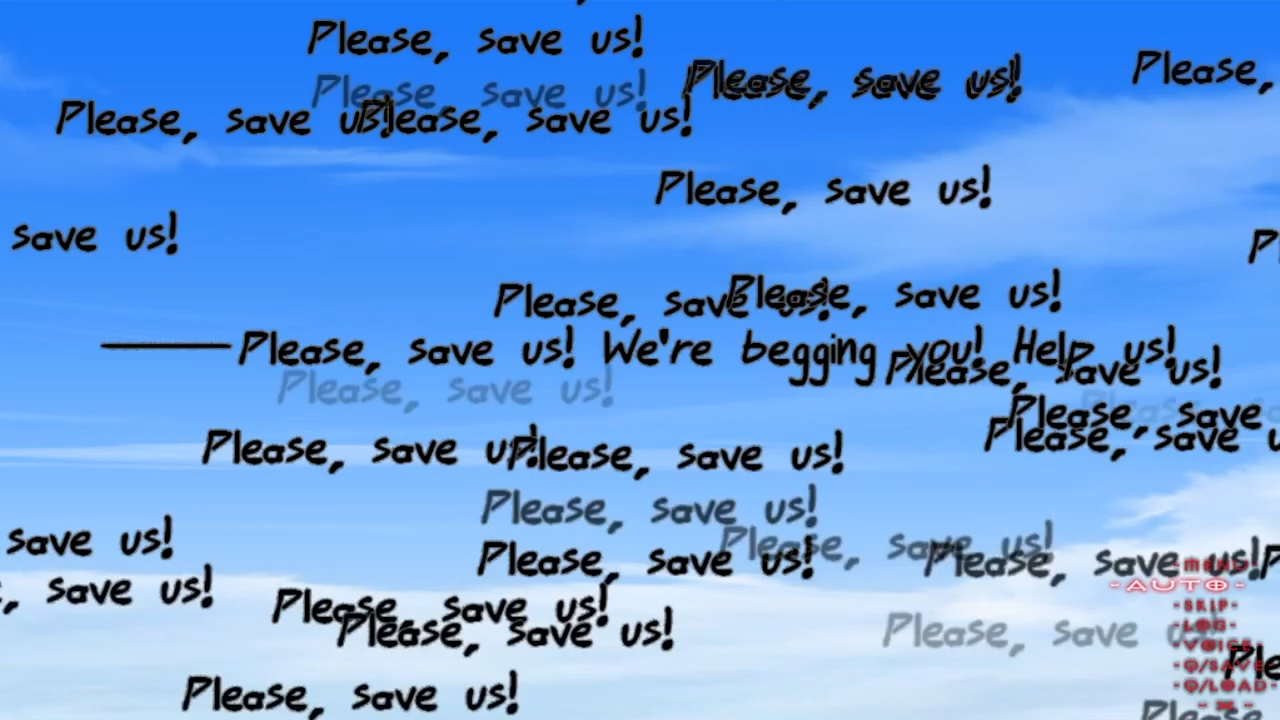 Please, save us!
Please,
Please, save us!
Please, save us!
Please, save us!
Please, save us!
Please, save us!
save us!
Please, save us!
Please, save us!
——Please, save us! We're begging you! Help us!
Please, save us!
Please, save us!
Please, save
Please, save
Please, save us!
Please, save us!
Please, save us!
save us!
Please, save us!
Please, save us!
Please, save us!
, save us!
Please, save us!
Please, save us!
Please, save us!
Please, save us!
Please,
·MENU·
-AUTO-
·SKIP·
·LOG·
·VOICE·
·Q/SAVE·
·Q/LOAD·